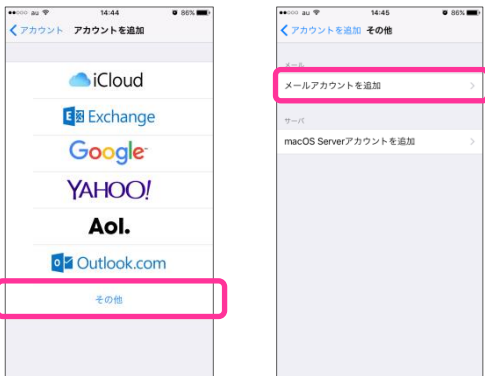 au 14:44 86%
アカウント アカウントを追加
iCloud
Exchange
Google
YAHOO!
Aol.
Outlook.com
その他
au 14:45 86%
アカウントを追加 その他
メール
メールアカウントを追加
サーバ
macOS Serverアカウントを追加